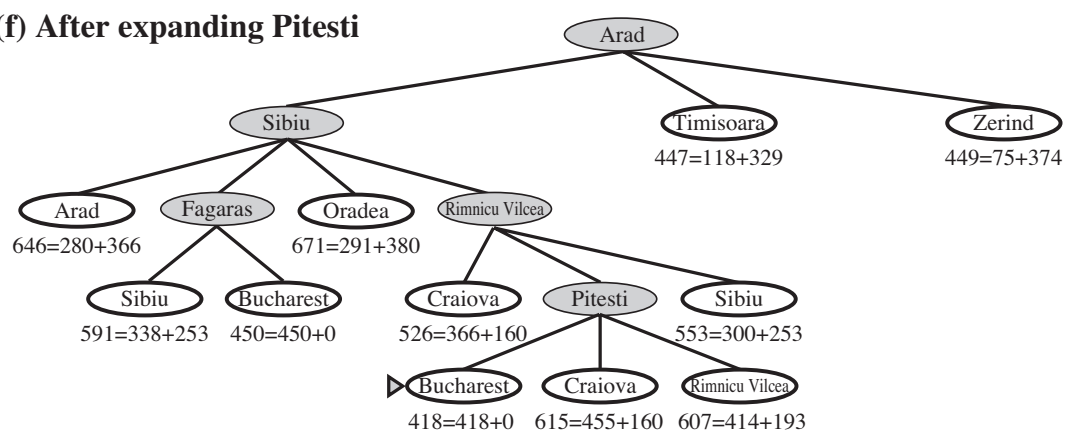 (f) After expanding Pitesti
Arad
Sibiu
Timisoara
Zerind
447=118+329
449=75+374
Arad
Fagaras
Oradea
Rimnicu Vilcea
646=280+366
671=291+380
Sibiu
Bucharest
Craiova
Pitesti
Sibiu
591=338+253
450=450+0
526=366+160
553=300+253
Bucharest
Craiova
Rimnicu Vilcea
418=418+0
615=455+160
607=414+193